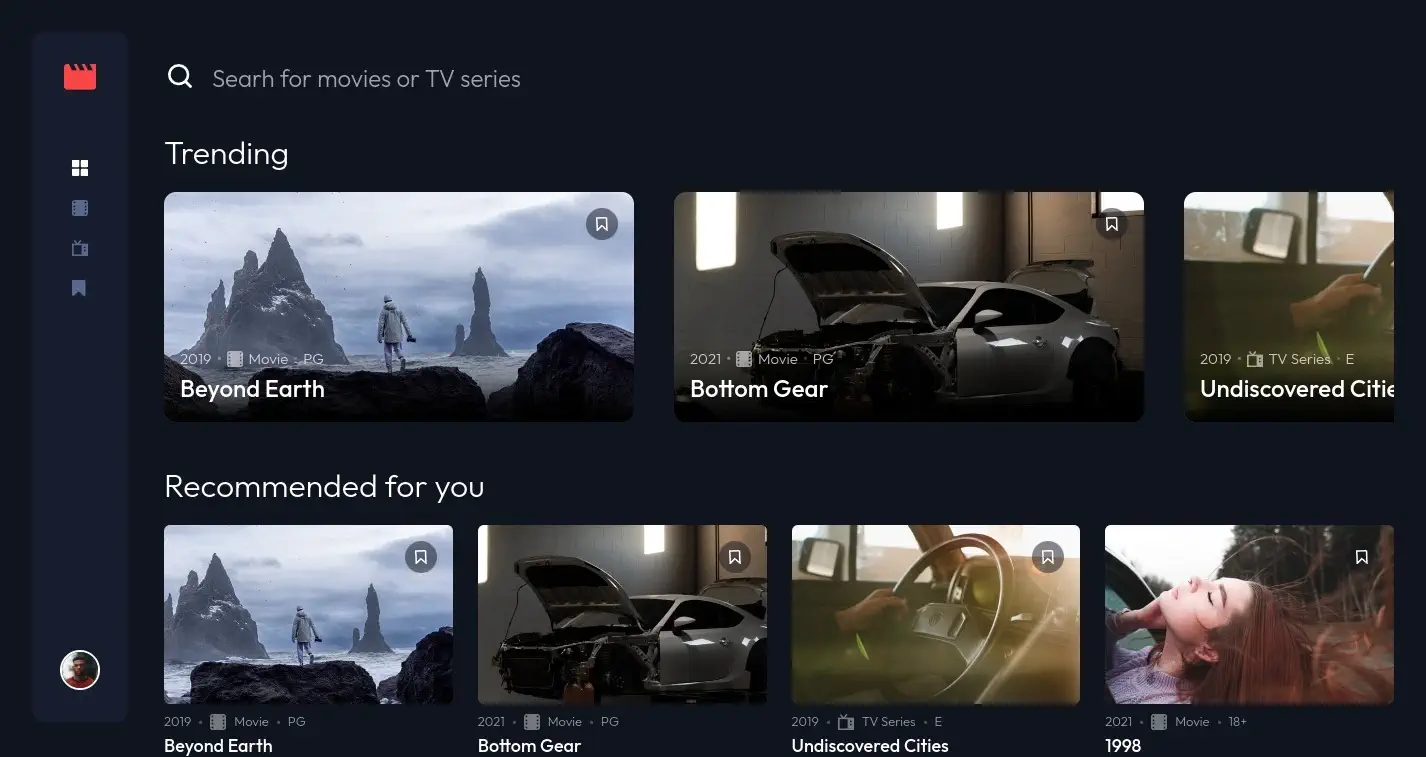 Searh for movies or TV series
Trending
2019 • Movie • PG
Beyond Earth
2021 • Movie • PG
Bottom Gear
2019 • TV Series • E
Undiscovered Citie
Recommended for you
2019 • Movie • PG
Beyond Earth
2021 • Movie • PG
Bottom Gear
2019 • TV Series • E
Undiscovered Cities
2021 • Movie • 18+
1998